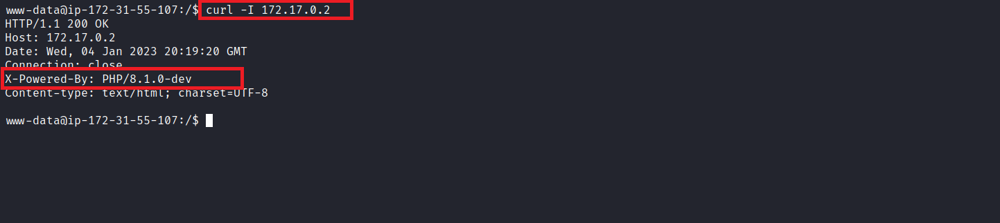 www-data@ip-172-31-55-107:/$ curl -I 172.17.0.2
HTTP/1.1 200 OK
Host: 172.17.0.2
Date: Wed, 04 Jan 2023 20:19:20 GMT
Connection: close
X-Powered-By: PHP/8.1.0-dev
Content-type: text/html; charset=UTF-8
www-data@ip-172-31-55-107:/$